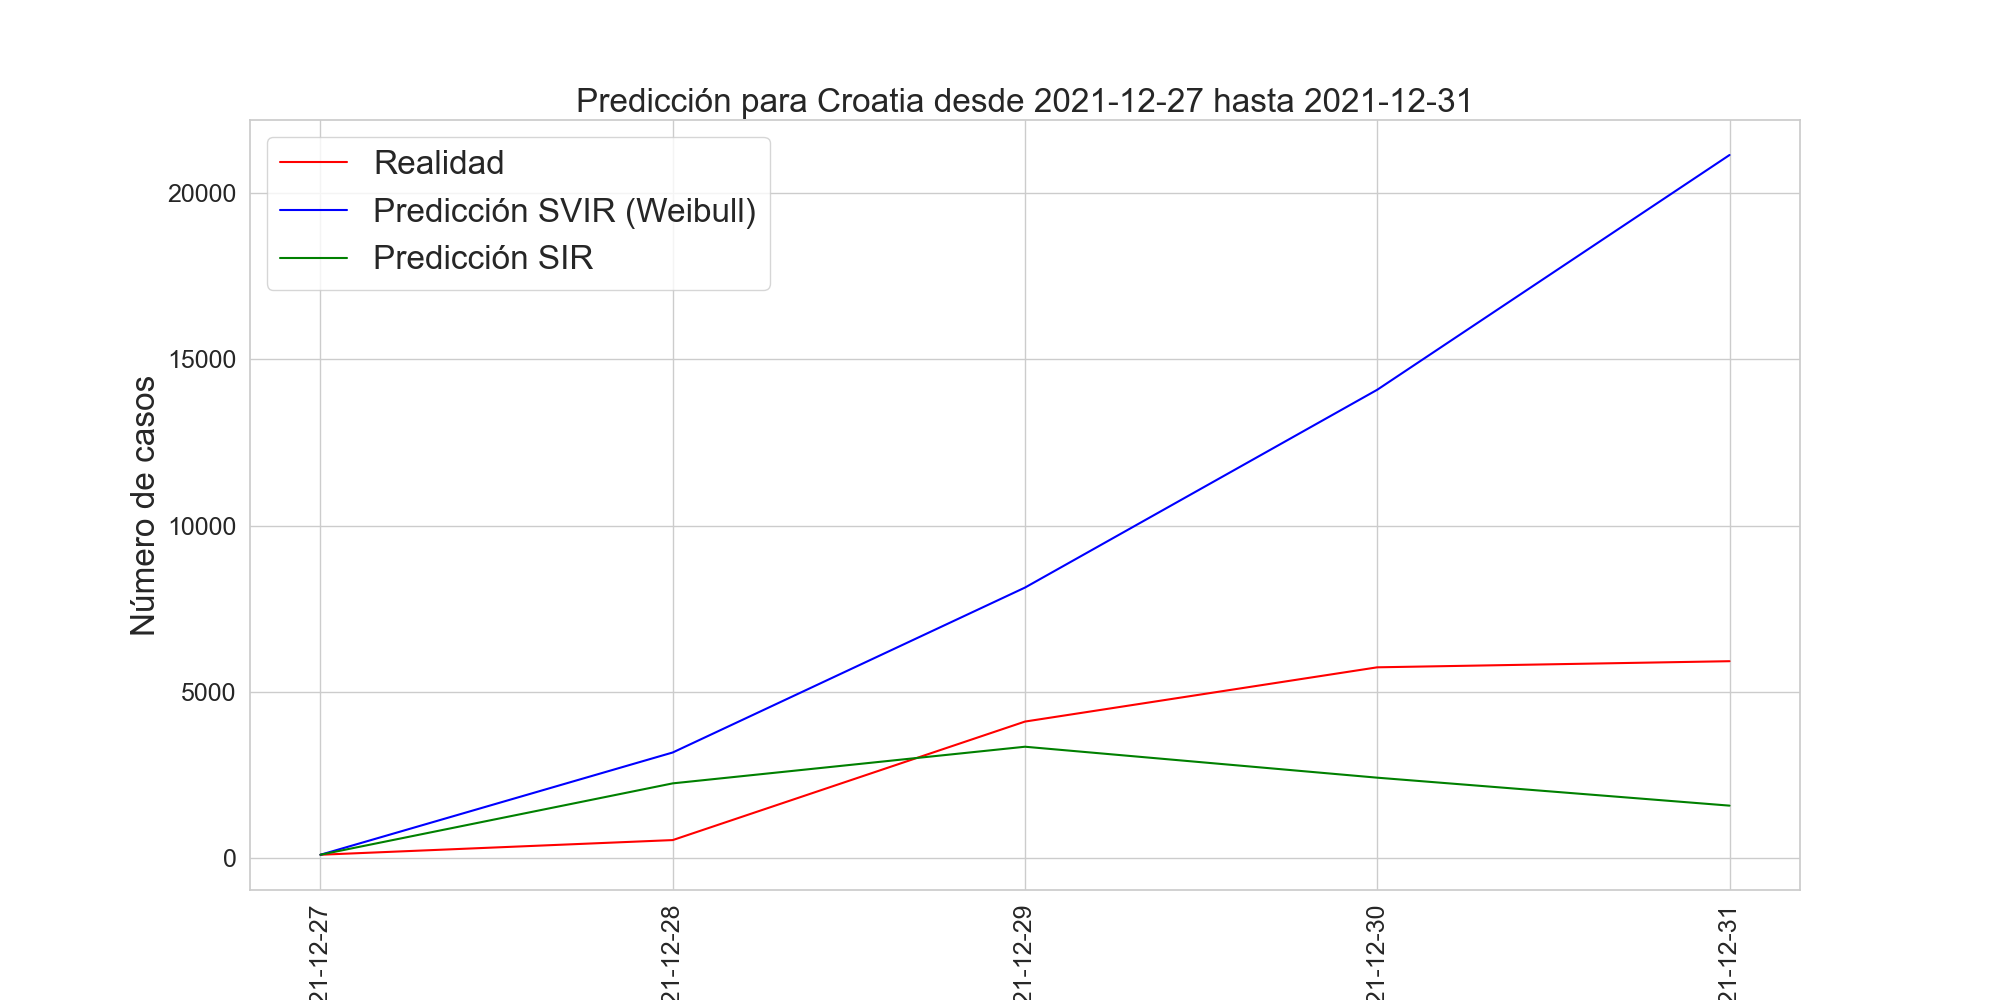 Predicción para Croatia desde 2021-12-27 hasta 2021-12-31
Realidad
Predicción SVIR (Weibull)
Predicción SIR
Número de casos
20000
15000
10000
5000
0
21-12-27
21-12-28
21-12-29
21-12-30
21-12-31